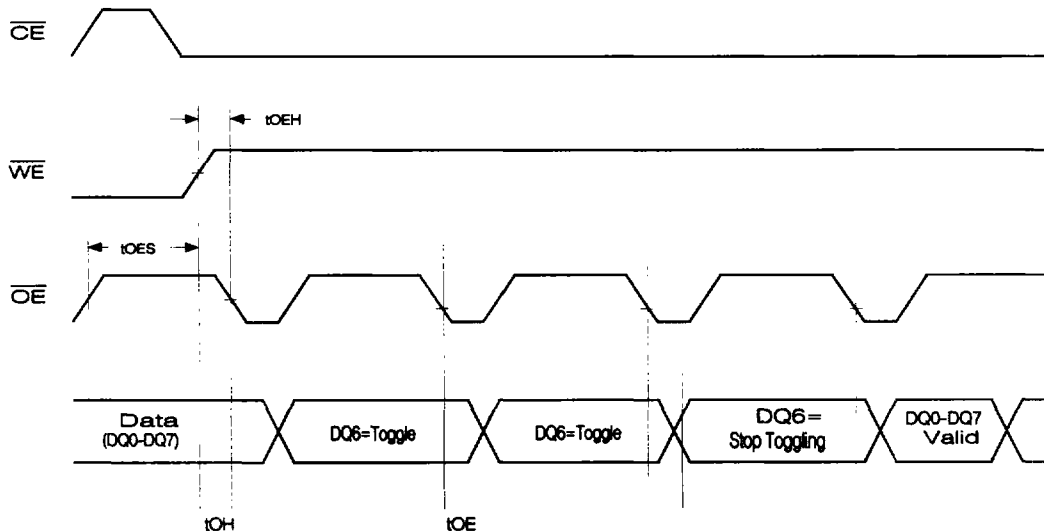 CE
tOEH
WE
tOES
OE
Data
(DQ0-DQ7)
DQ6=Toggle
DQ6=Toggle
DQ6=
Stop Toggling
DQ0-DQ7
Valid
tOH
tOE